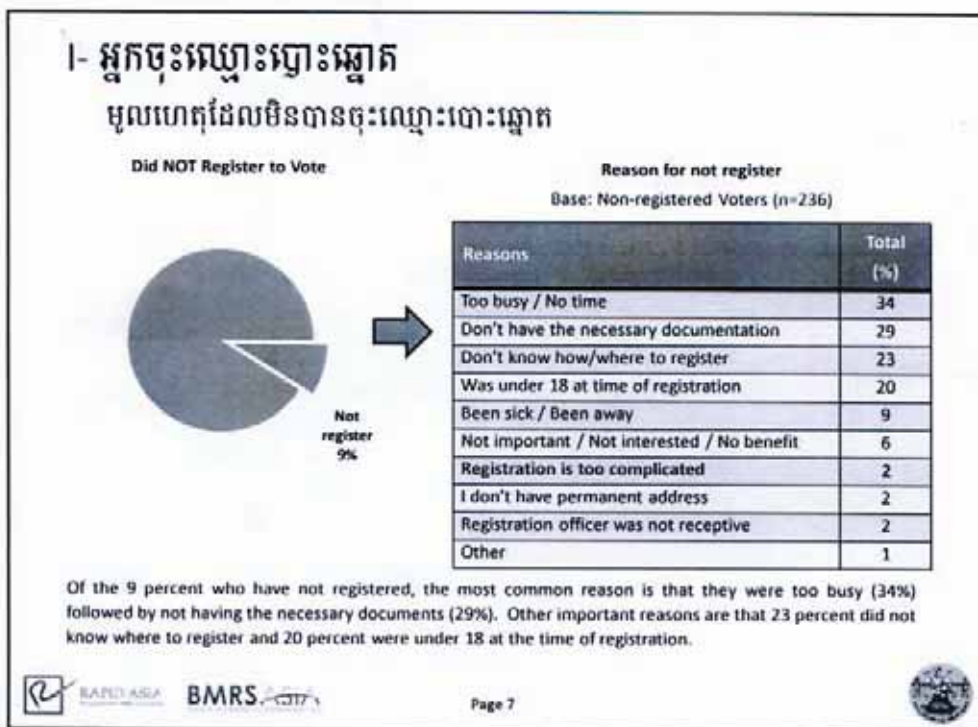 I- អ្នកចុះឈ្មោះបោះឆ្នោត
មូលហេតុដែលមិនបានចុះឈ្មោះបោះឆ្នោត
Did NOT Register to Vote
Not
register
9%
Reason for not register
Base: Non-registered Voters (n=236)
Reasons Total (%)
Too busy / No time 34
Don't have the necessary documentation 29
Don't know how/where to register 23
Was under 18 at time of registration 20
Been sick / Been away 9
Not important / Not interested / No benefit 6
Registration is too complicated 2
I don't have permanent address 2
Registration officer was not receptive 2
Other 1
Of the 9 percent who have not registered, the most common reason is that they were too busy (34%)
followed by not having the necessary documents (29%). Other important reasons are that 23 percent did not
know where to register and 20 percent were under 18 at the time of registration.
RAPID ASIA BMRS ASIA Page 7